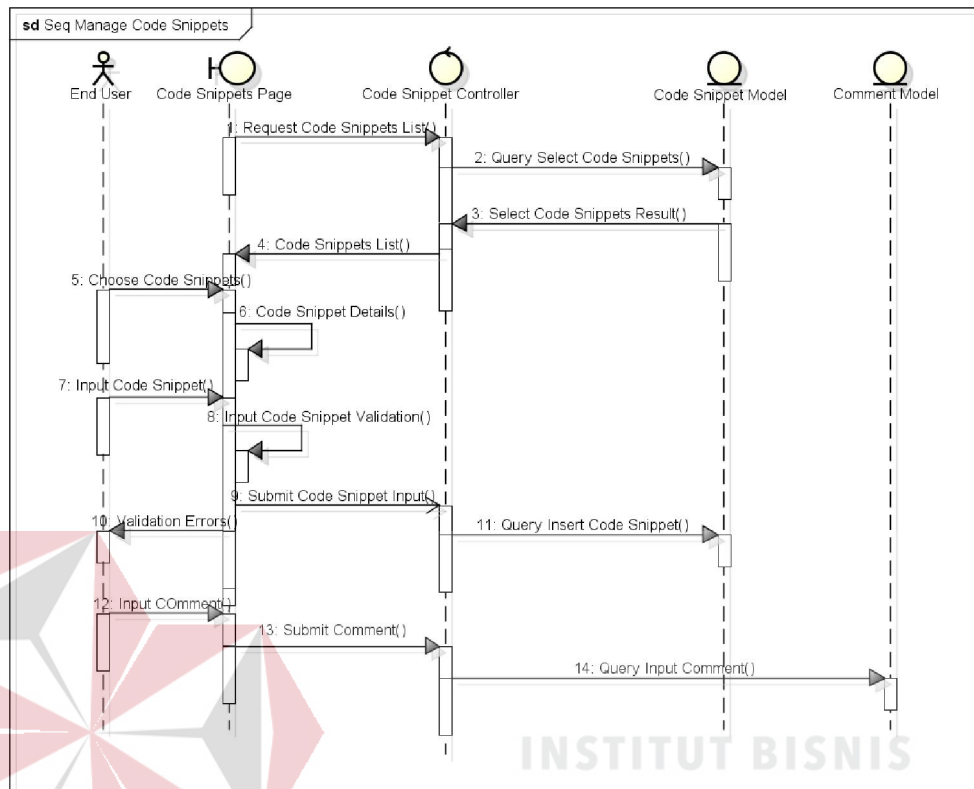 sd Seq Manage Code Snippets
End User
Code Snippets Page
Code Snippet Controller
Code Snippet Model
Comment Model
1: Request Code Snippets List()
2: Query Select Code Snippets()
3: Select Code Snippets Result()
4: Code Snippets List()
5: Choose Code Snippets()
6: Code Snippet Details()
7: Input Code Snippet()
8: Input Code Snippet Validation()
9: Submit Code Snippet Input()
10: Validation Errors()
11: Query Insert Code Snippet()
12: Input COmment()
13: Submit Comment()
14: Query Input Comment()
INSTITUT BISNIS